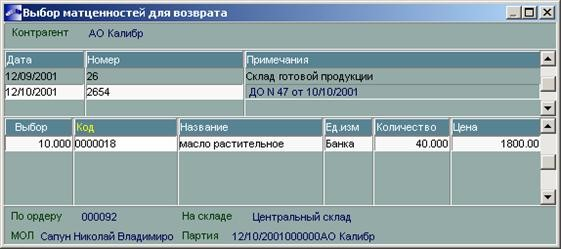 Выбор матценностей для возврата
Контрагент АО Калибр
Дата Номер Примечания
12/09/2001 26 Склад готовой продукции
12/10/2001 2654 ДО N 47 от 10/10/2001
Выбор Код Название Ед.изм Количество Цена
10.000 0000018 масло растительное Банка 40.000 1800.00
По ордеру 000092 На складе Центральный склад
МОЛ Сапун Николай Владимиро Партия 12/10/2001000000АО Калибр